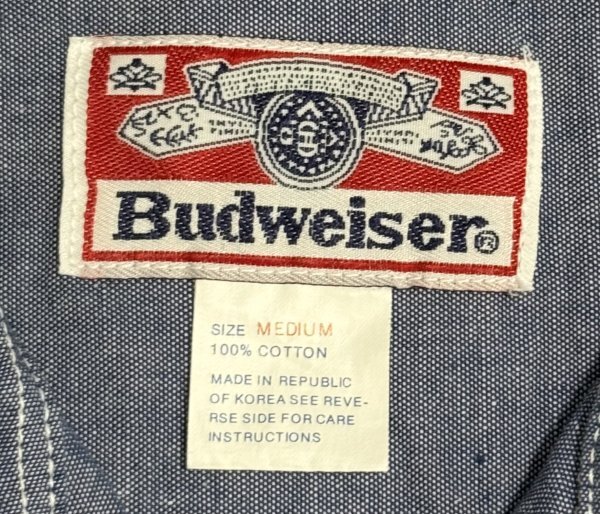 Budweiser®
SIZE MEDIUM
100% COTTON
MADE IN REPUBLIC
OF KOREA SEE REVE-
RSE SIDE FOR CARE
INSTRUCTIONS